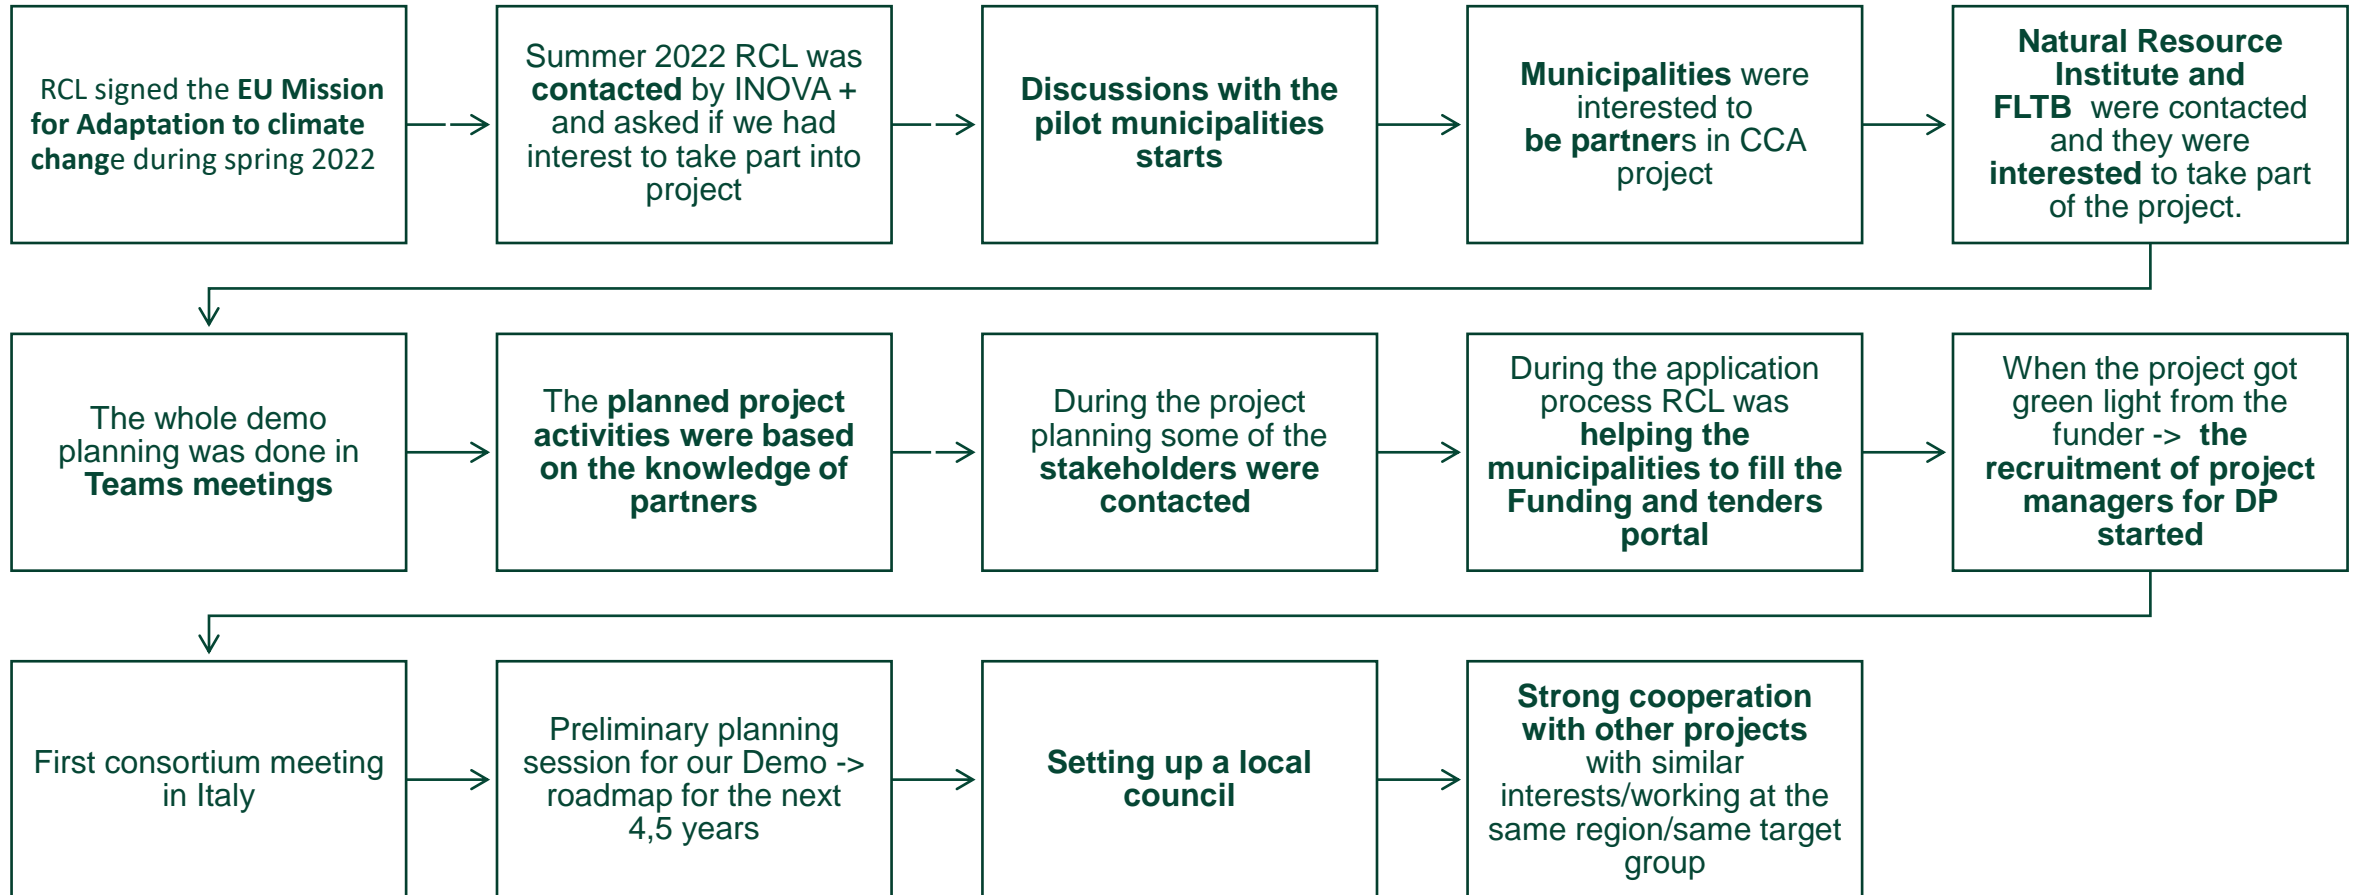 RCL signed the EU Mission
for Adaptation to climate
change during spring 2022
Summer 2022 RCL was
contacted by INOVA +
and asked if we had
interest to take part into
project
Discussions with the
pilot municipalities
starts
Municipalities were
interested to
be partners in CCA
project
Natural Resource
Institute and
FLTB were contacted
and they were
interested to take part
of the project.
The whole demo
planning was done in
Teams meetings
The planned project
activities were based
on the knowledge of
partners
During the project
planning some of the
stakeholders were
contacted
During the application
process RCL was
helping the
municipalities to fill the
Funding and tenders
portal
When the project got
green light from the
funder -> the
recruitment of project
managers for DP
started
First consortium meeting
in Italy
Preliminary planning
session for our Demo ->
roadmap for the next
4,5 years
Setting up a local
council
Strong cooperation
with other projects
with similar
interests/working at the
same region/same target
group